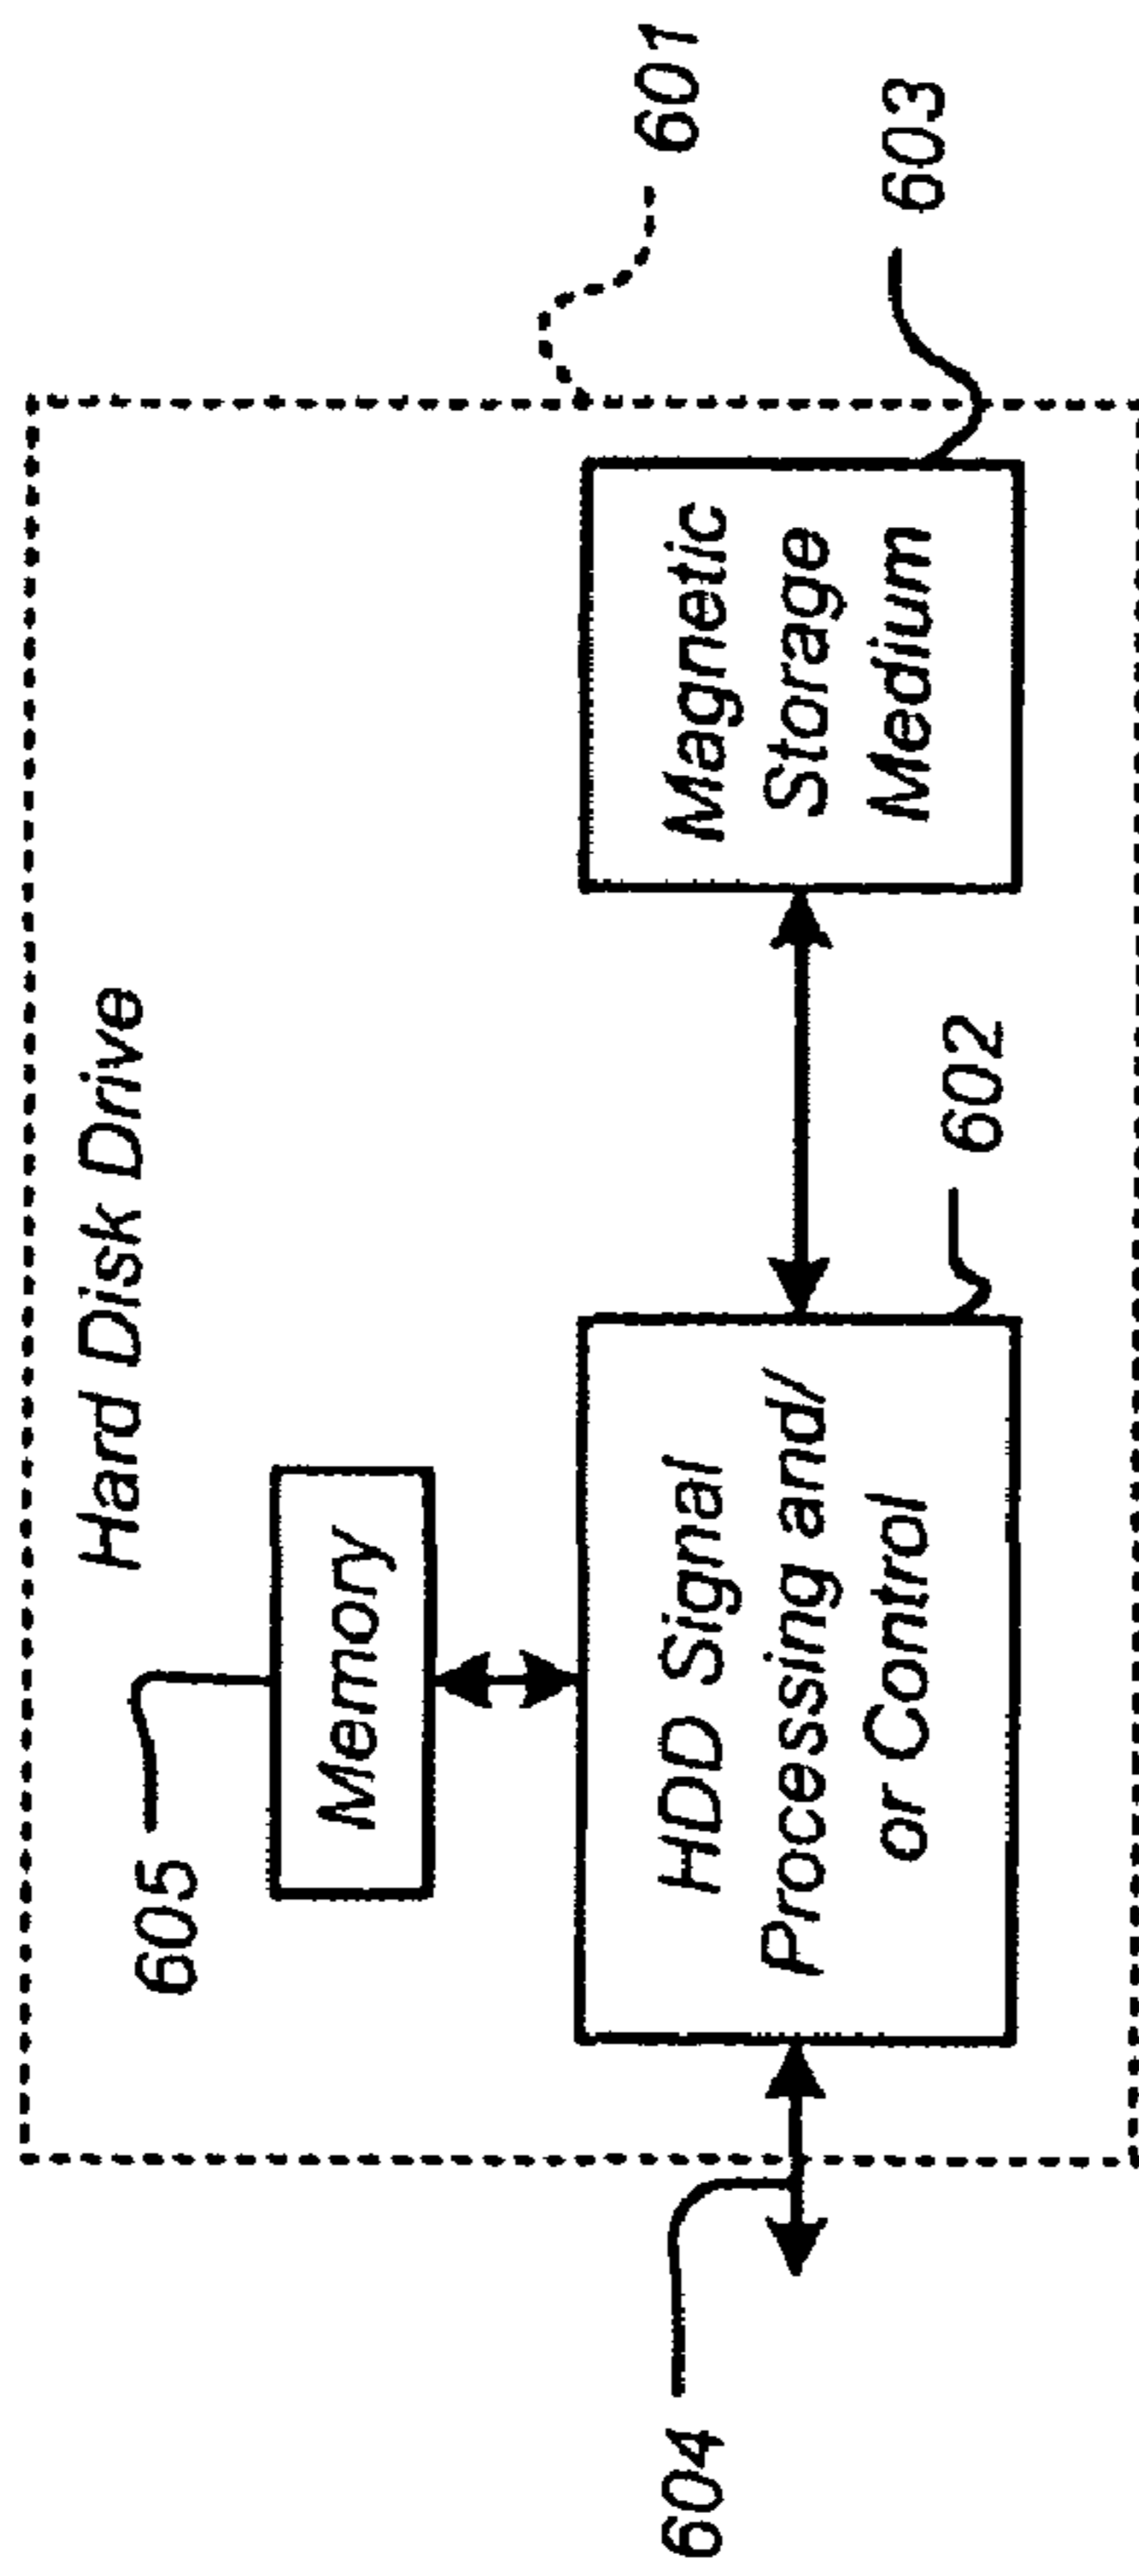 Hard Disk Drive
601
605
Memory
HDD Signal
Processing and/
or Control
Magnetic
Storage
Medium
604
602
603